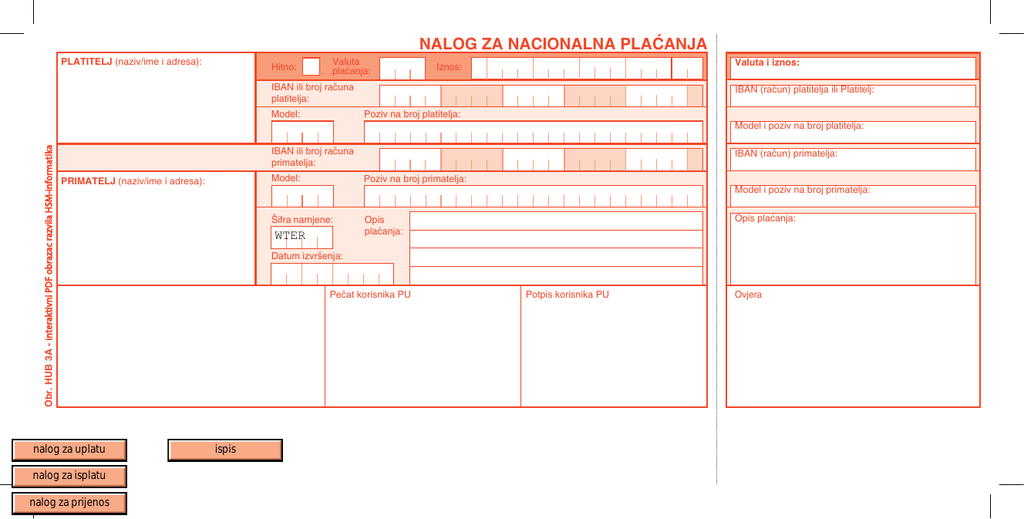 NALOG ZA NACIONALNA PLAĆANJA
PLATITELJ (naziv/ime i adresa):
Hitno:
Valuta
plaćanja:
Iznos:
IBAN ili broj računa
platitelja:
Model:
Poziv na broj platitelja:
IBAN ili broj računa
primatelja:
PRIMATELJ (naziv/ime i adresa):
Model:
Poziv na broj primatelja:
Šifra namjene:
WTER
Opis
plaćanja:
Datum izvršenja:
Pečat korisnika PU
Potpis korisnika PU
Valuta i iznos:
IBAN (račun) platitelja ili Platitelj:
Model i poziv na broj platitelja:
IBAN (račun) primatelja:
Model i poziv na broj primatelja:
Opis plaćanja:
Ovjera
Obr. HUB 3A - interaktivni PDF obrazac razvila HSM-informatika
nalog za uplatu
ispis
nalog za isplatu
nalog za prijenos